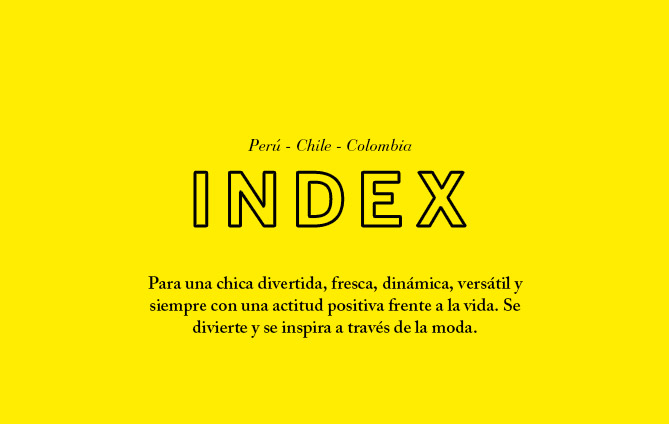 Perú - Chile - Colombia
INDEX
Para una chica divertida, fresca, dinámica, versátil y
siempre con una actitud positiva frente a la vida. Se
divierte y se inspira a través de la moda.